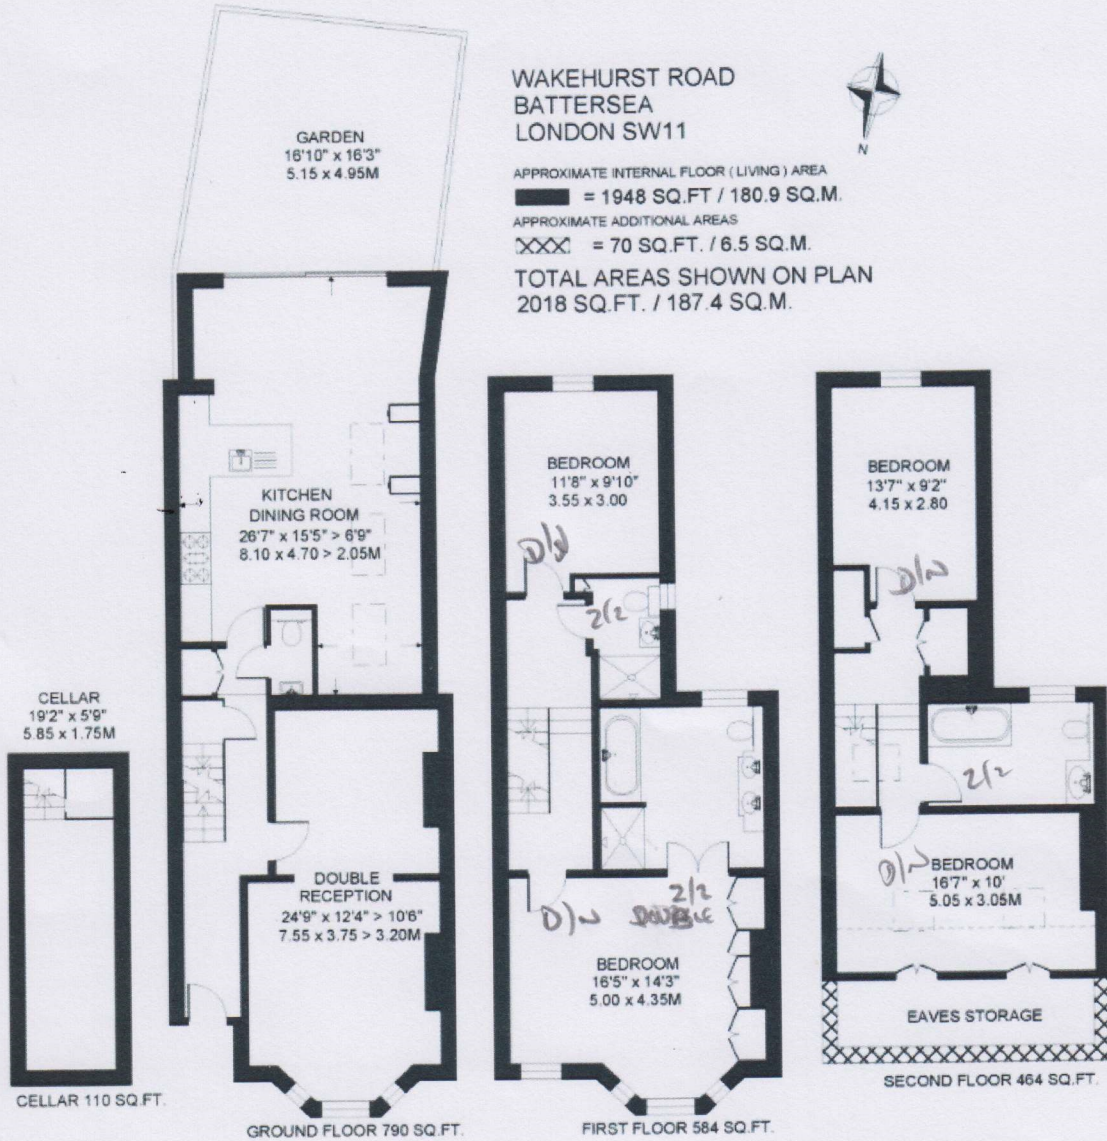 WAKEHURST ROAD
BATTERSEA
LONDON SW11
N
APPROXIMATE INTERNAL FLOOR ( LIVING ) AREA
= 1948 SQ.FT / 180.9 SQ.M.
APPROXIMATE ADDITIONAL AREAS
= 70 SQ.FT. / 6.5 SQ.M.
TOTAL AREAS SHOWN ON PLAN
2018 SQ.FT. / 187.4 SQ.M.
GARDEN
16'10" x 16'3"
5.15 x 4.95M
KITCHEN
DINING ROOM
26'7" x 15'5" > 6'9"
8.10 x 4.70 > 2.05M
CELLAR
19'2" x 5'9"
5.85 x 1.75M
CELLAR 110 SQ.FT.
DOUBLE
RECEPTION
24'9" x 12'4" > 10'6"
7.55 x 3.75 > 3.20M
GROUND FLOOR 790 SQ.FT.
BEDROOM
11'8" x 9'10"
3.55 x 3.00
2/2
2/2
DOUBLE
D/N
BEDROOM
16'5" x 14'3"
5.00 x 4.35M
FIRST FLOOR 584 SQ.FT.
BEDROOM
13'7" x 9'2"
4.15 x 2.80
D/N
2/2
D/N
BEDROOM
16'7" x 10'
5.05 x 3.05M
EAVES STORAGE
SECOND FLOOR 464 SQ.FT.